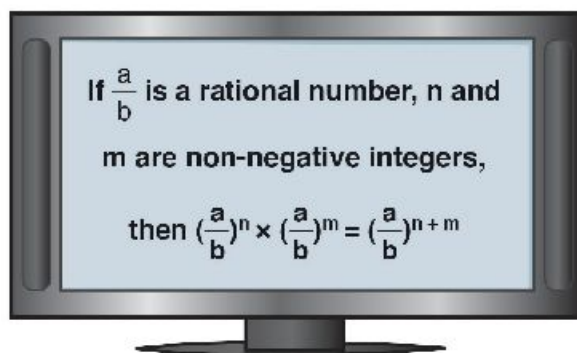 If a/b is a rational number, n and
m are non-negative integers,
then (a/b)ⁿ × (a/b)ᵐ = (a/b)ⁿ ⁺ ᵐ